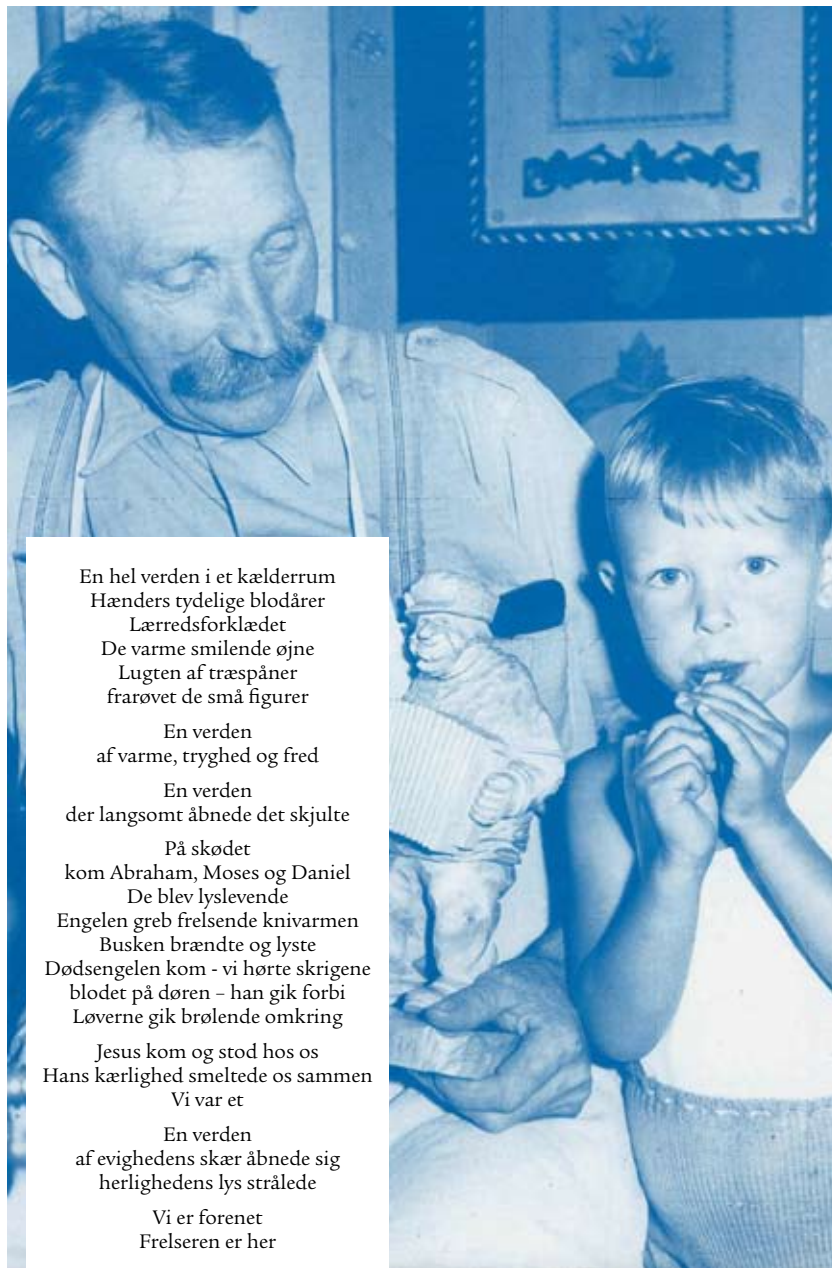 En hel verden i et kælderrum
Hænders tydelige blodårer
Lærredsforklædet
De varme smilende øjne
Lugten af træspåner
frarøvet de små figurer
En verden
af varme, tryghed og fred
En verden
der langsomt åbnede det skjulte
På skødet
kom Abraham, Moses og Daniel
De blev lyslevende
Engelen greb frelsende knivarmen
Busken brændte og lyste
Dødsengelen kom - vi hørte skrigene
blodet på døren – han gik forbi
Løverne gik brølende omkring
Jesus kom og stod hos os
Hans kærlighed smeltede os sammen
Vi var et
En verden
af evighedens skær åbnede sig
herlighedens lys strålede
Vi er forenet
Frelseren er her